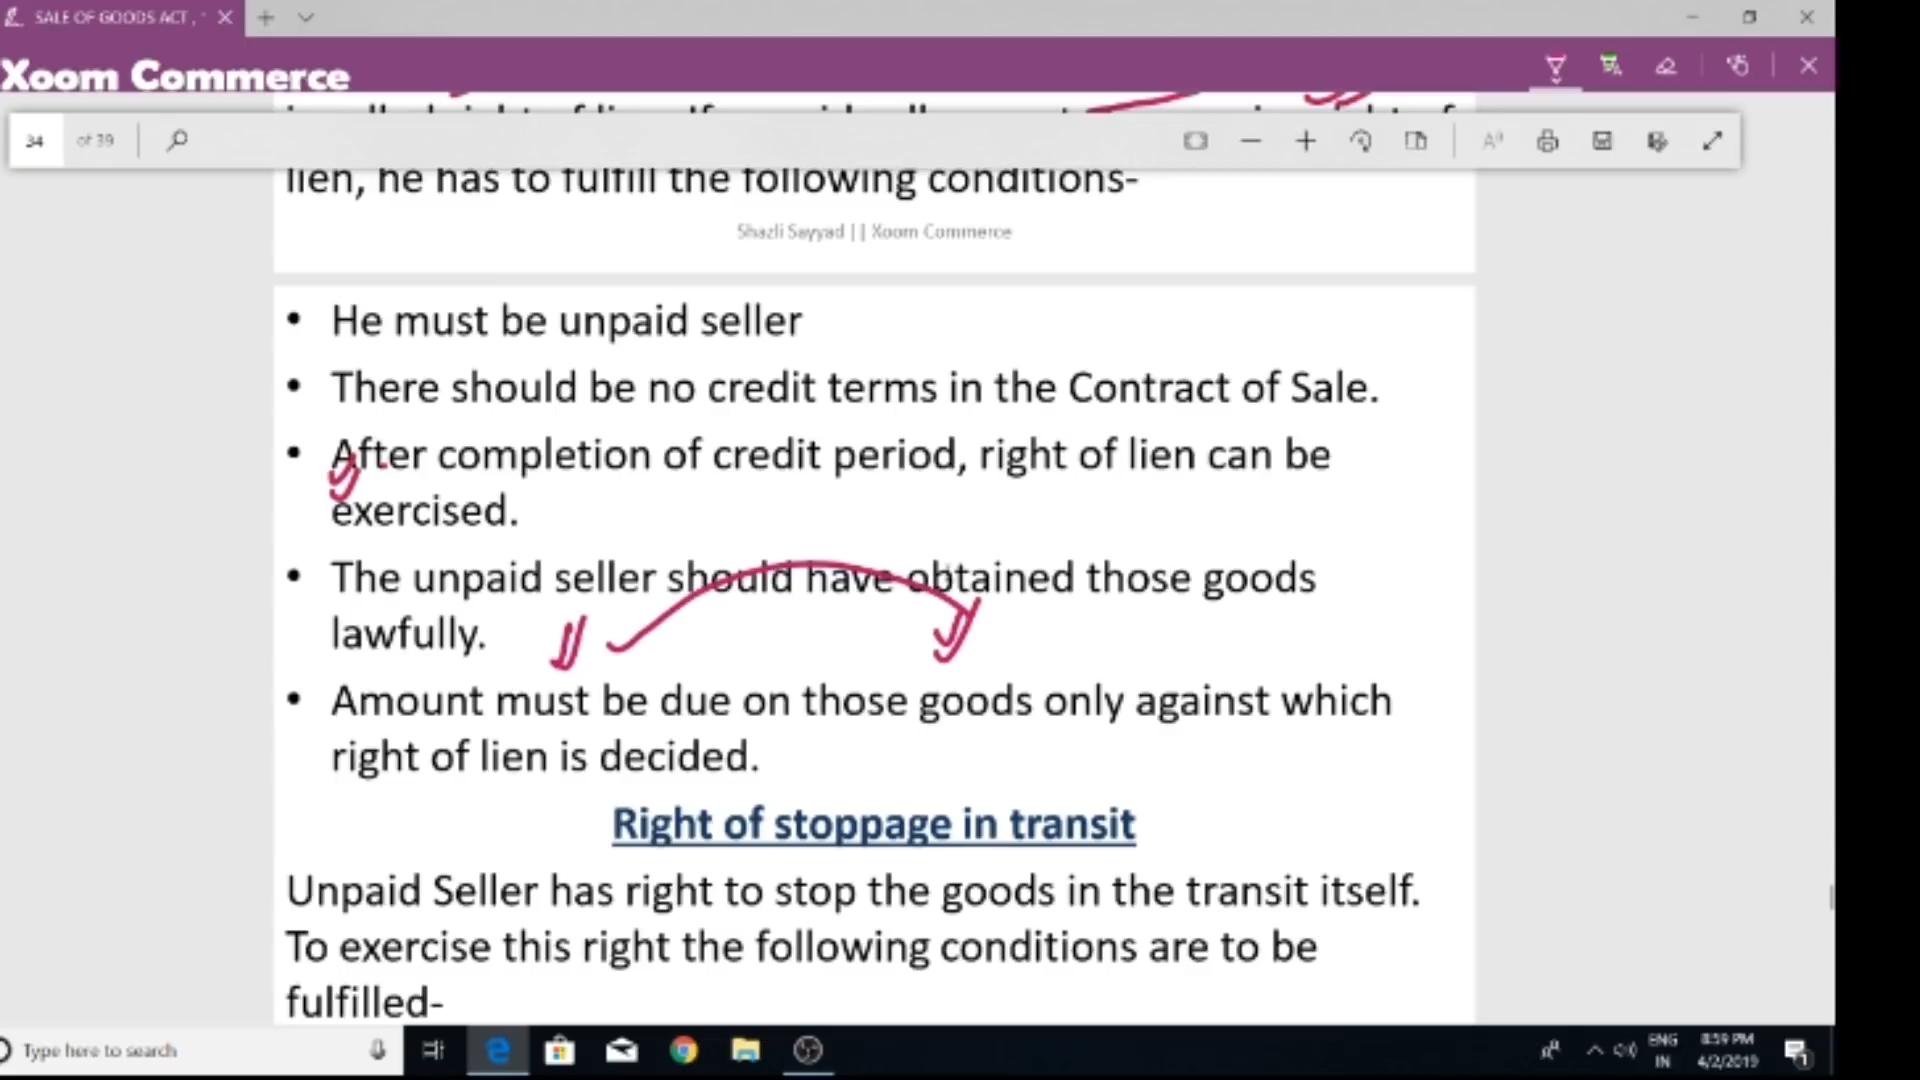 SALE OF GOODS ACT ,
Xoom Commerce
34 of 39
lien, he has to fulfill the following conditions-
Shazli Sayyad || Xoom Commerce
• He must be unpaid seller
• There should be no credit terms in the Contract of Sale.
• After completion of credit period, right of lien can be
exercised.
• The unpaid seller should have obtained those goods
lawfully.
• Amount must be due on those goods only against which
right of lien is decided.
Right of stoppage in transit
Unpaid Seller has right to stop the goods in the transit itself.
To exercise this right the following conditions are to be
fulfilled-
Type here to search
ENG
IN
8:59 PM
4/2/2019